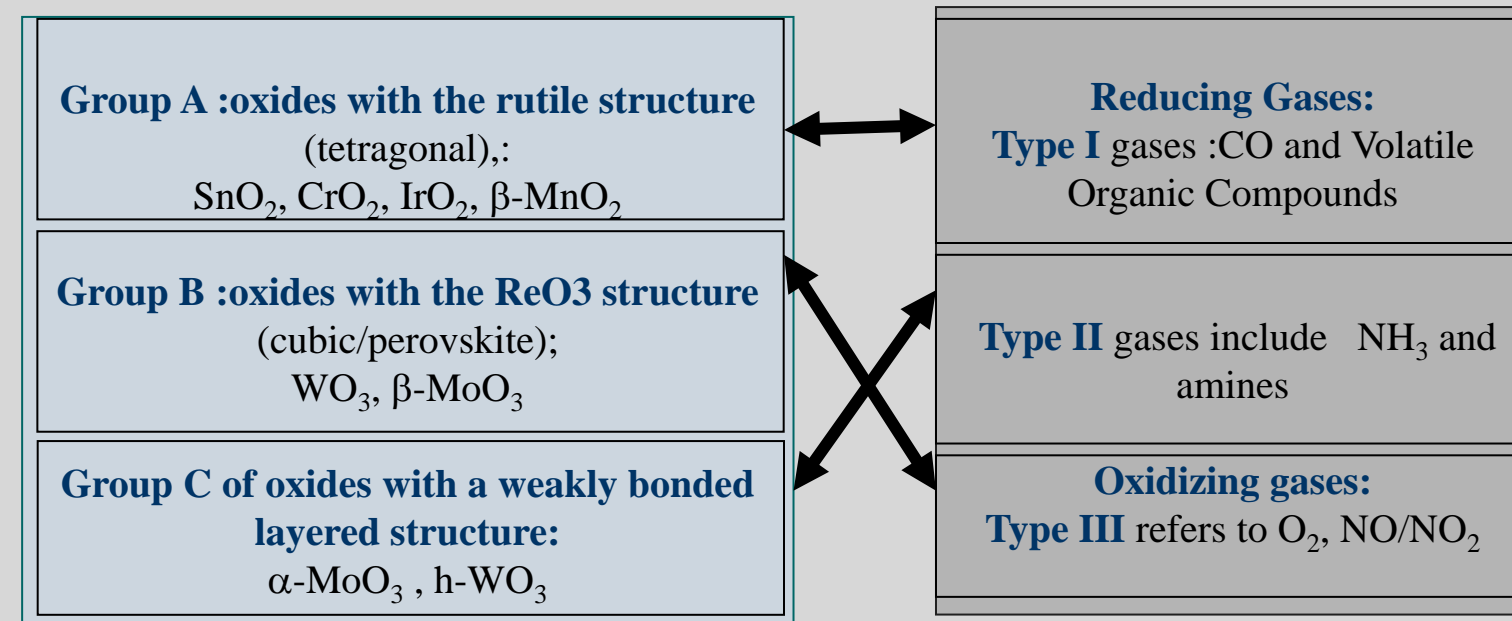 Group A :oxides with the rutile structure
(tetragonal),:
SnO₂, CrO₂, IrO₂, β-MnO₂
Group B :oxides with the ReO3 structure
(cubic/perovskite);
WO₃, β-MoO₃
Group C of oxides with a weakly bonded
layered structure:
α-MoO₃ , h-WO₃
Reducing Gases:
Type I gases :CO and Volatile
Organic Compounds
Type II gases include NH₃ and
amines
Oxidizing gases:
Type III refers to O₂, NO/NO₂